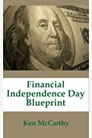 Financial
Independence Day
Blueprint
Ken McCarthy